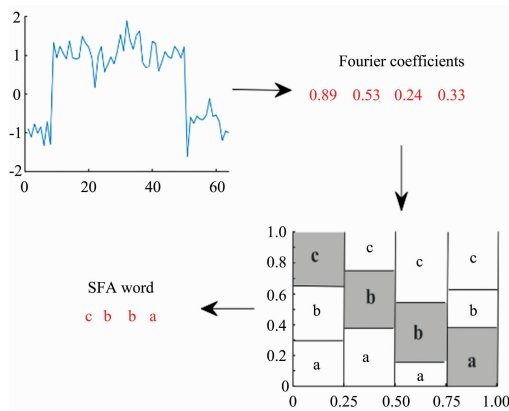 2
1
0
-1
-2
0 20 40 60
Fourier coefficients
0.89 0.53 0.24 0.33
1.0
0.8
0.6
0.4
0.2
0
c c c c
b b b b
a a a a
0 0.25 0.50 0.75 1.00
SFA word
c b b a